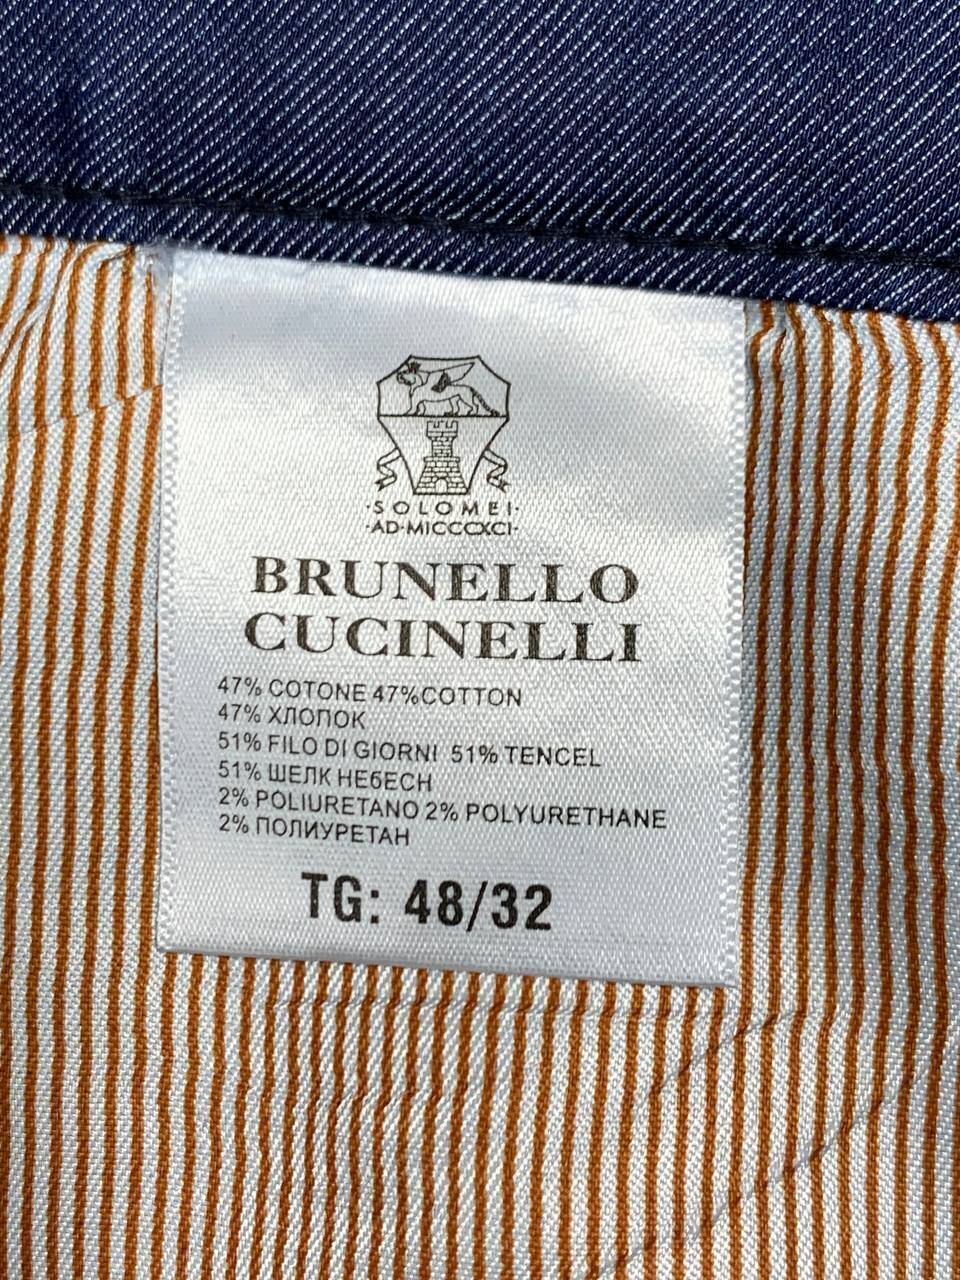 ·SOLOMEI·
·AD·MICCCXCI·
BRUNELLO
CUCINELLI
47% COTONE 47%COTTON
47% ХЛОПОК
51% FILO DI GIORNI 51% TENCEL
51% ШЕЛК НЕБЕСН
2% POLIURETANO 2% POLYURETHANE
2% ПОЛИУРЕТАН
TG: 48/32